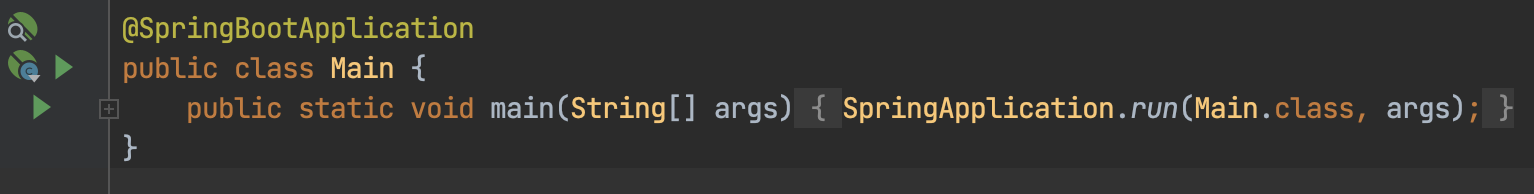 @SpringBootApplication
public class Main {
public static void main(String[] args) { SpringApplication.run(Main.class, args); }
}